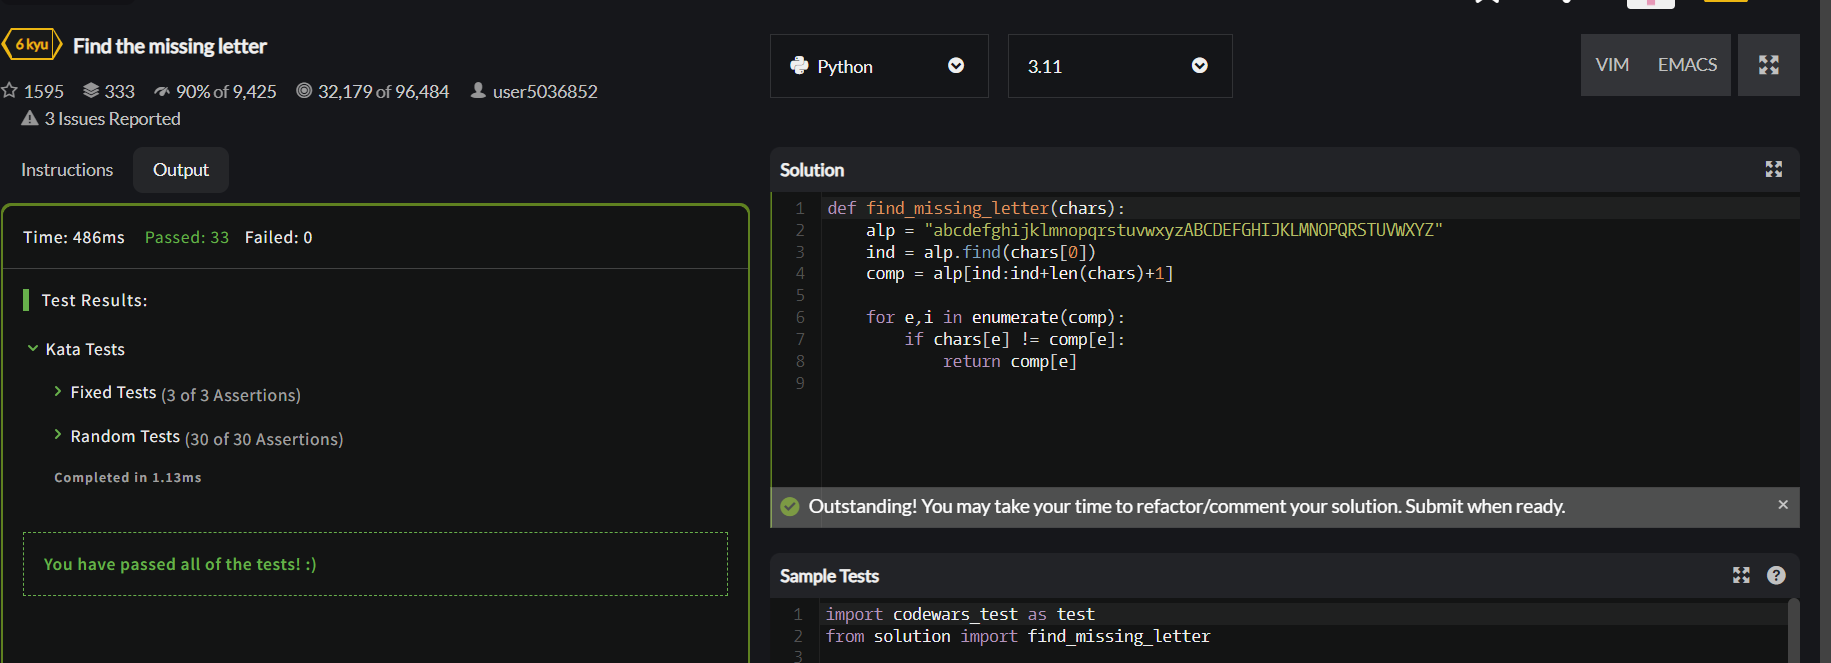 6 kyu Find the missing letter
1595 333 90% of 9,425 32,179 of 96,484 user5036852
3 Issues Reported
Instructions Output
Time: 486ms Passed: 33 Failed: 0
Test Results:
Kata Tests
Fixed Tests (3 of 3 Assertions)
Random Tests (30 of 30 Assertions)
Completed in 1.13ms
You have passed all of the tests! :)
Python 3.11 VIM EMACS
Solution
1 def find_missing_letter(chars):
2 alp = "abcdefghijklmnopqrstuvwxyzABCDEFGHIJKLMNOPQRSTUVWXYZ"
3 ind = alp.find(chars[0])
4 comp = alp[ind:ind+len(chars)+1]
5
6 for e,i in enumerate(comp):
7 if chars[e] != comp[e]:
8 return comp[e]
9
Outstanding! You may take your time to refactor/comment your solution. Submit when ready. ×
Sample Tests ?
1 import codewars_test as test
2 from solution import find_missing_letter
3